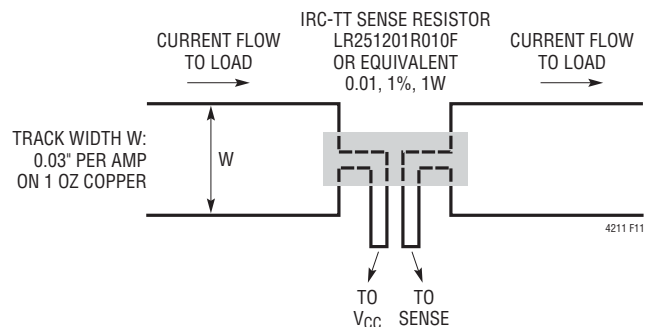 IRC-TT SENSE RESISTOR
LR251201R010F
OR EQUIVALENT
0.01, 1%, 1W
CURRENT FLOW
TO LOAD
CURRENT FLOW
TO LOAD
TRACK WIDTH W:
0.03" PER AMP
ON 1 OZ COPPER
W
4211 F11
TO
VCC
TO
SENSE